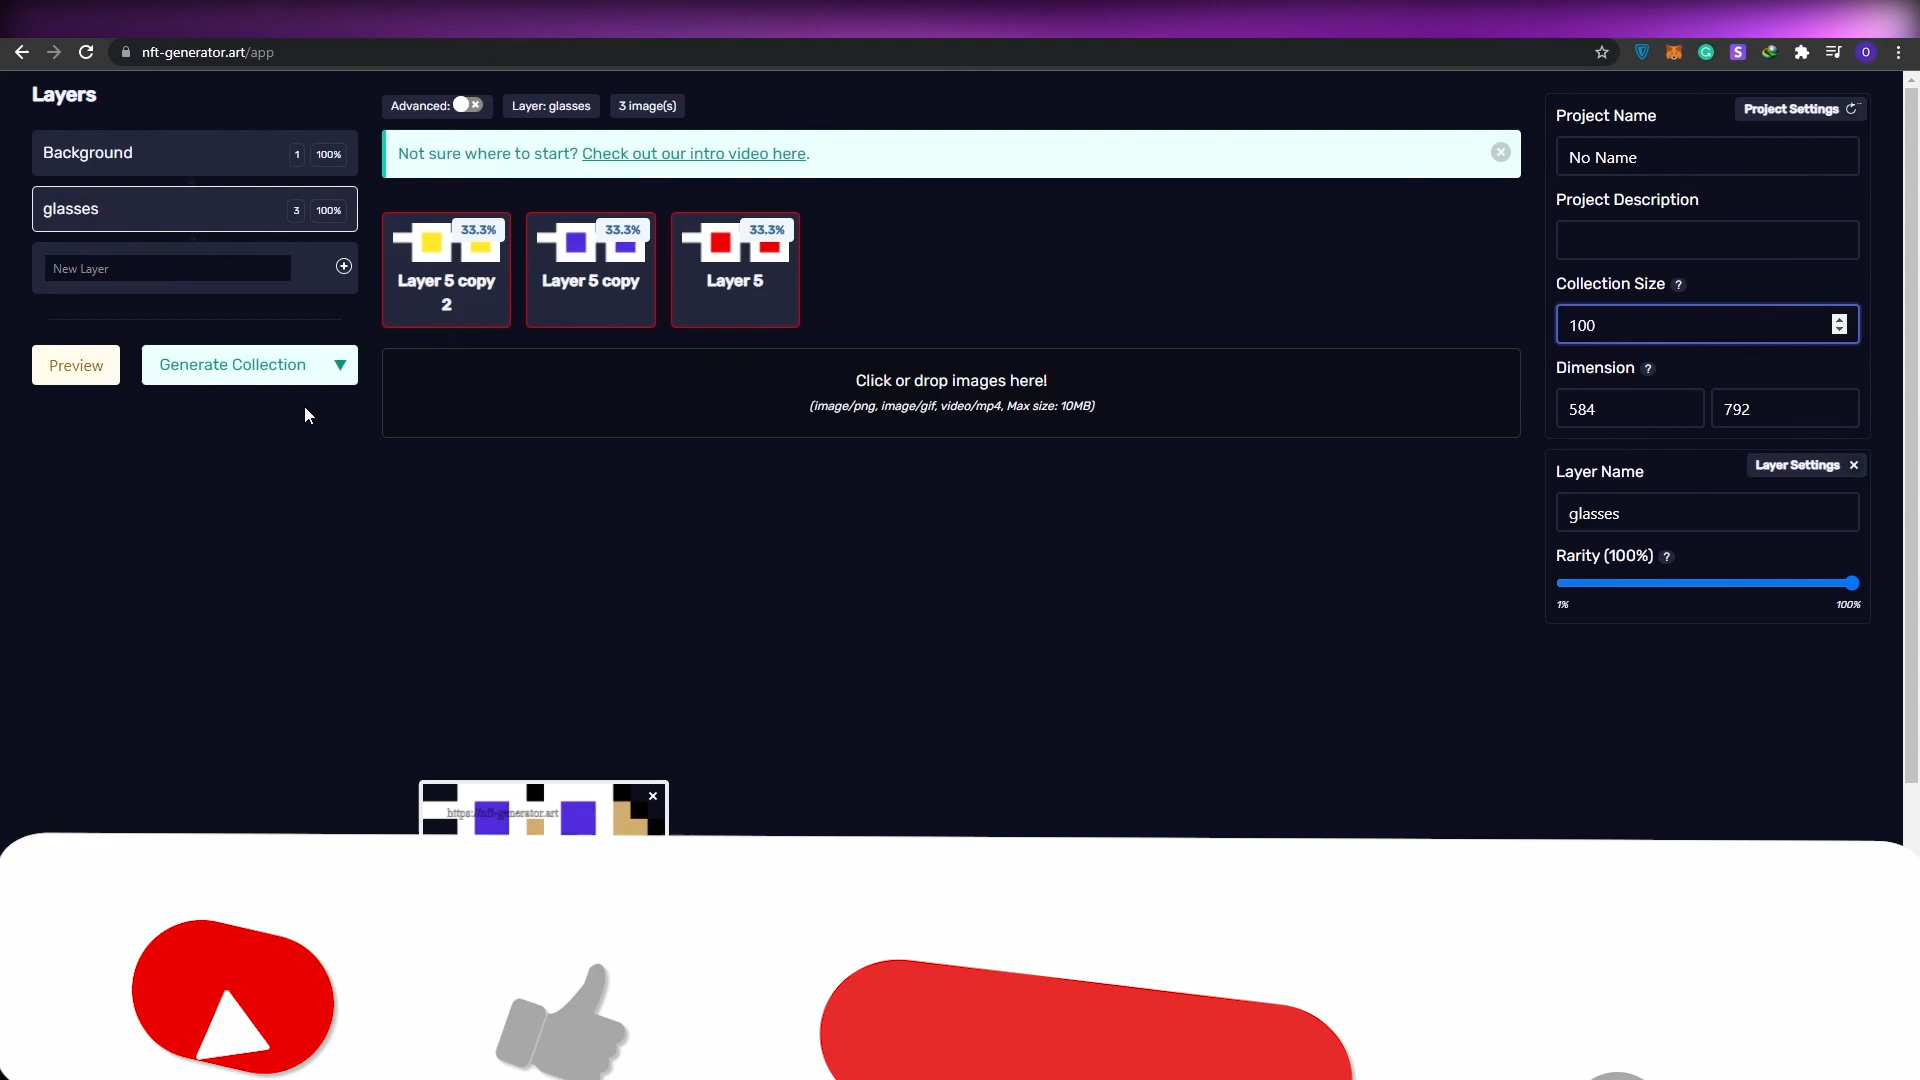 nft-generator.art/app
Layers
Background 1 100%
glasses 3 100%
New Layer
Preview
Generate Collection
Advanced:
Layer: glasses
3 image(s)
Not sure where to start? Check out our intro video here.
33.3%
Layer 5 copy
2
33.3%
Layer 5 copy
33.3%
Layer 5
Click or drop images here!
(image/png, image/gif, video/mp4, Max size: 10MB)
Project Name
Project Settings
No Name
Project Description
Collection Size ?
100
Dimension ?
584 792
Layer Name
Layer Settings
glasses
Rarity (100%) ?
1% 100%
https://nft-generator.art
G
S
O